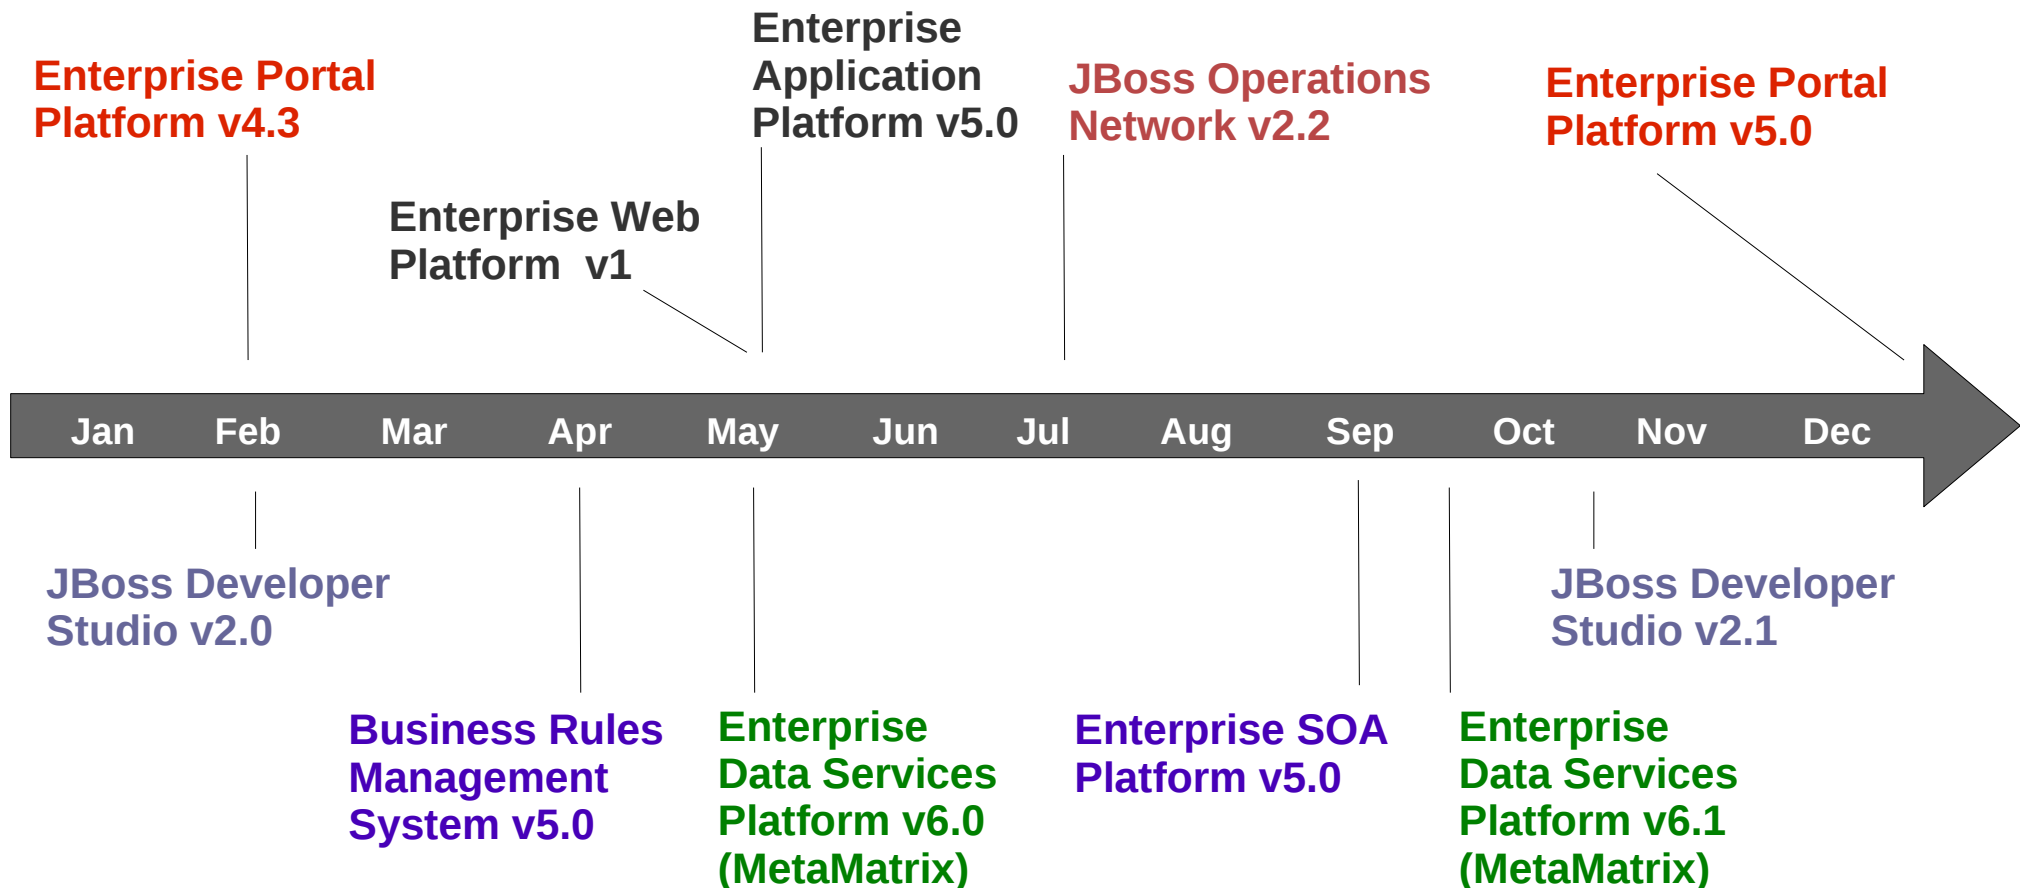 Enterprise Portal
Platform v4.3
Enterprise Web
Platform  v1
Enterprise
Application
Platform v5.0
JBoss Operations
Network v2.2
Enterprise Portal
Platform v5.0
Jan Feb Mar Apr May Jun Jul Aug Sep Oct Nov Dec
JBoss Developer
Studio v2.0
Business Rules
Management
System v5.0
Enterprise
Data Services
Platform v6.0
(MetaMatrix)
Enterprise SOA
Platform v5.0
Enterprise
Data Services
Platform v6.1
(MetaMatrix)
JBoss Developer
Studio v2.1